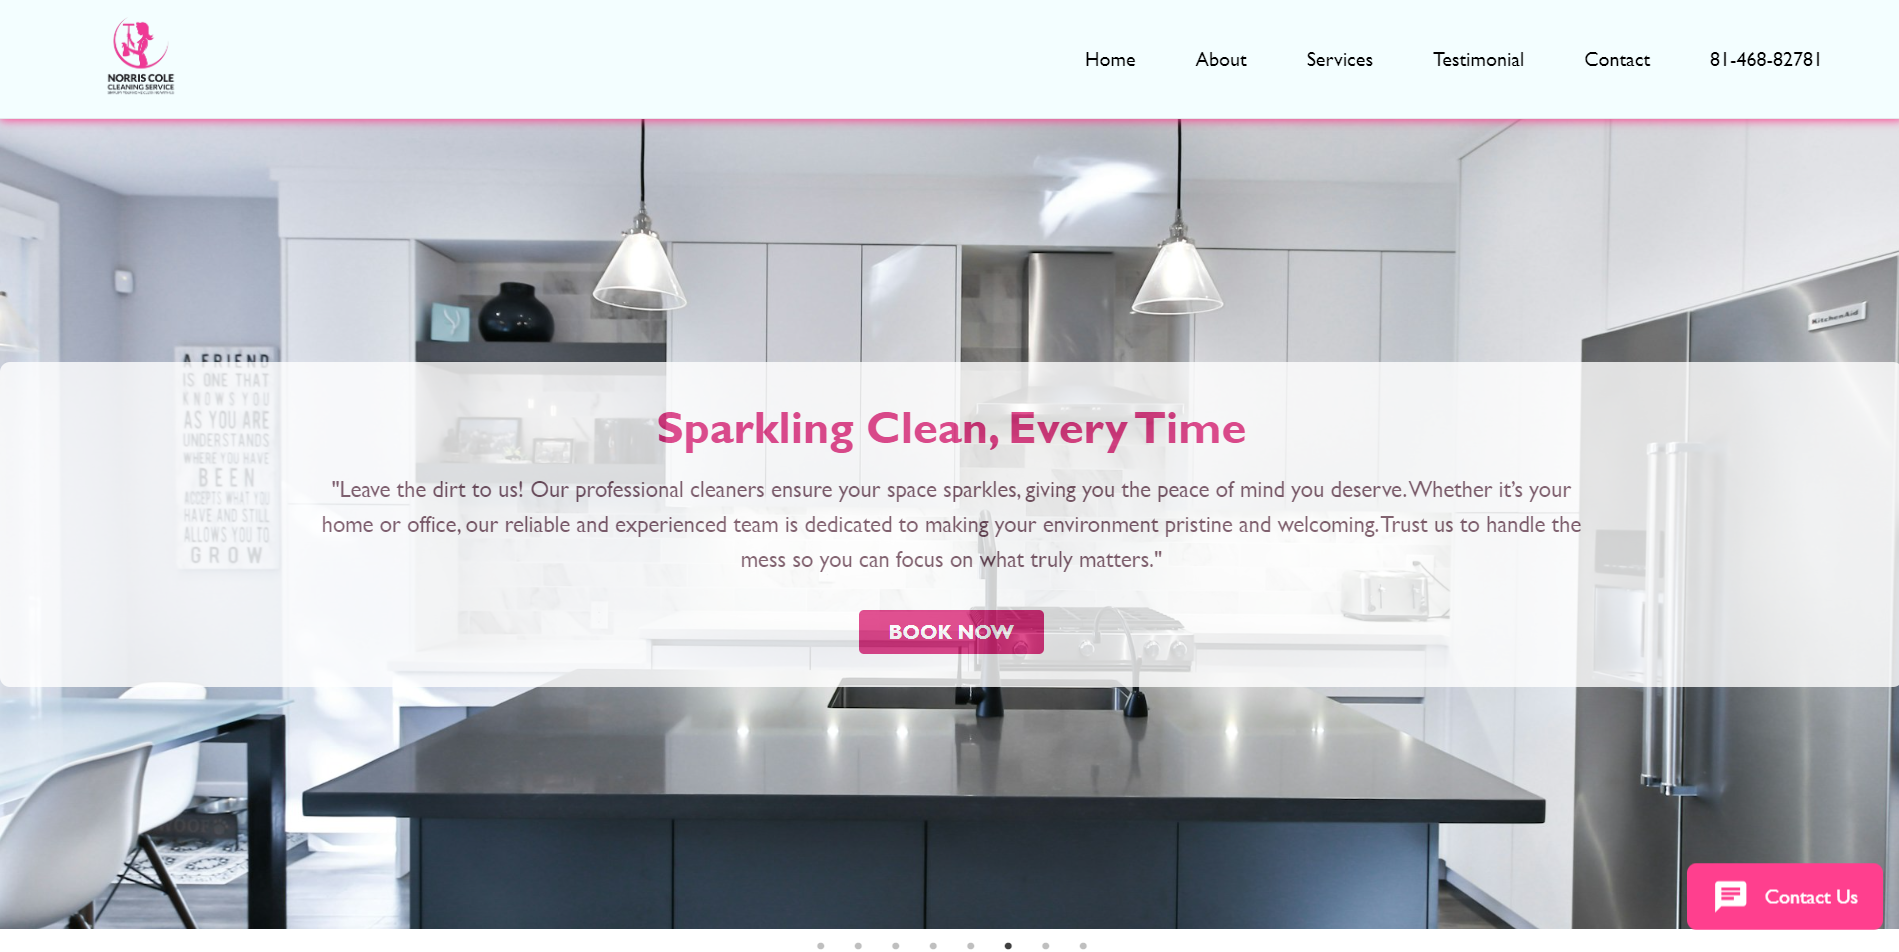 NORRIS COLE
CLEANING SERVICE
Home
About
Services
Testimonial
Contact
81-468-82781
KitchenAid
A FRIEND
IS ONE THAT
KNOWS YOU
AS YOU ARE
UNDERSTANDS
WHERE YOU HAVE
BEEN
ACCEPTS WHAT YOU
HAVE AND STILL
ALLOWS YOU TO
GROW
Sparkling Clean, Every Time
"Leave the dirt to us! Our professional cleaners ensure your space sparkles, giving you the peace of mind you deserve. Whether it’s your
home or office, our reliable and experienced team is dedicated to making your environment pristine and welcoming. Trust us to handle the
mess so you can focus on what truly matters."
BOOK NOW
WOOF
Contact Us